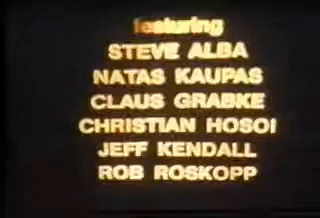 featuring
STEVE ALBA
NATAS KAUPAS
CLAUS GRABKE
CHRISTIAN HOSOI
JEFF KENDALL
ROB ROSKOPP